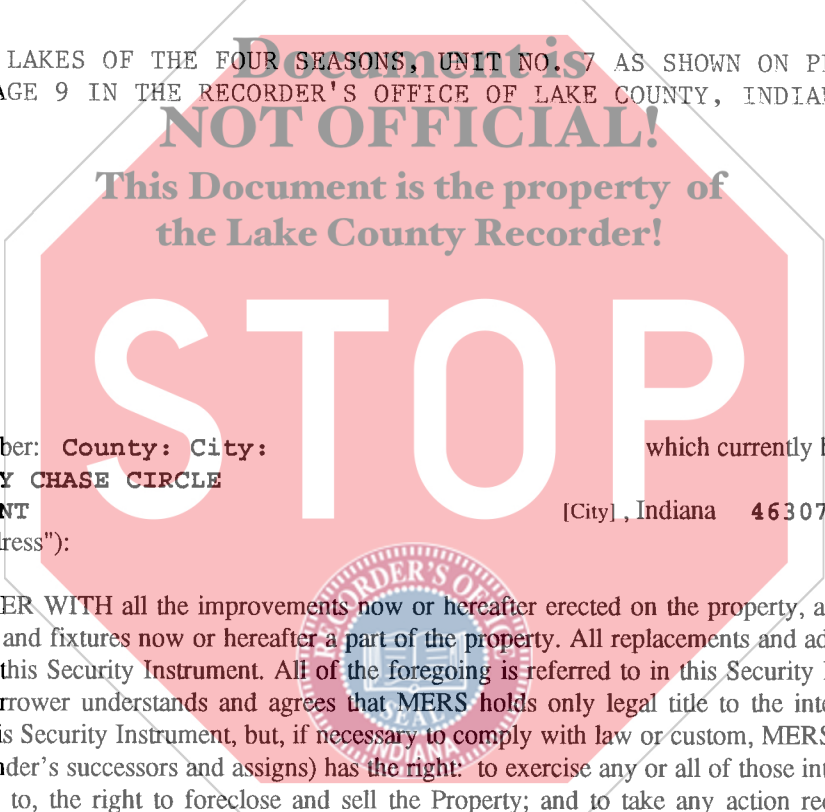 LAKES OF THE FOUR SEASONS, UNIT NO. 7 AS SHOWN ON
Document is
AGE 9 IN THE RECORDER'S OFFICE OF LAKE COUNTY, INDIAN
NOT OFFICIAL!
This Document is the property of
the Lake County Recorder!
STOP
ber: County: City: which currently
Y CHASE CIRCLE
NT [City] , Indiana 46307
ress"):
ER WITH all the improvements now or hereafter erected on the property, a
and fixtures now or hereafter a part of the property. All replacements and ad
this Security Instrument. All of the foregoing is referred to in this Security
rrower understands and agrees that MERS holds only legal title to the inte
is Security Instrument, but, if necessary to comply with law or custom, MERS
nder's successors and assigns) has the right: to exercise any or all of those int
to, the right to foreclose and sell the Property; and to take any action req
RECORDER'S OFFICE
SEAL
INDIANA